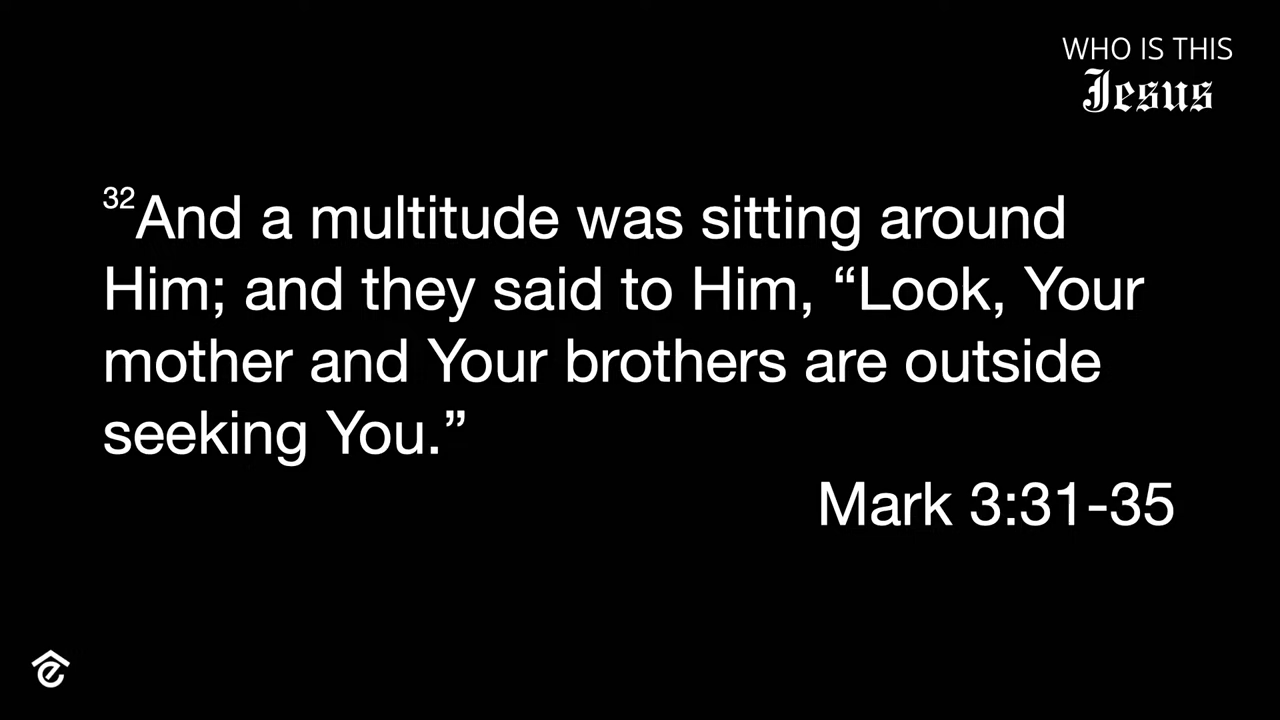 WHO IS THIS
Jesus
32And a multitude was sitting around
Him; and they said to Him, “Look, Your
mother and Your brothers are outside
seeking You.”
Mark 3:31-35
e